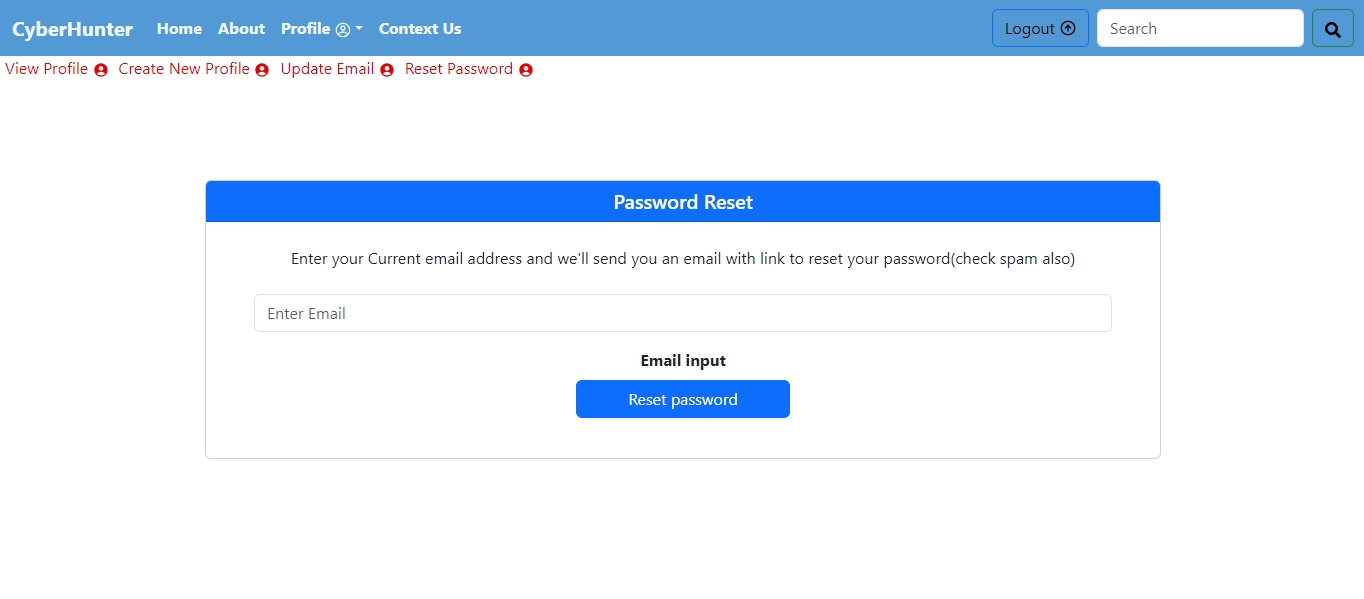 CyberHunter Home About Profile Context Us Logout Search
View Profile Create New Profile Update Email Reset Password
Password Reset
Enter your Current email address and we'll send you an email with link to reset your password(check spam also)
Enter Email
Email input
Reset password